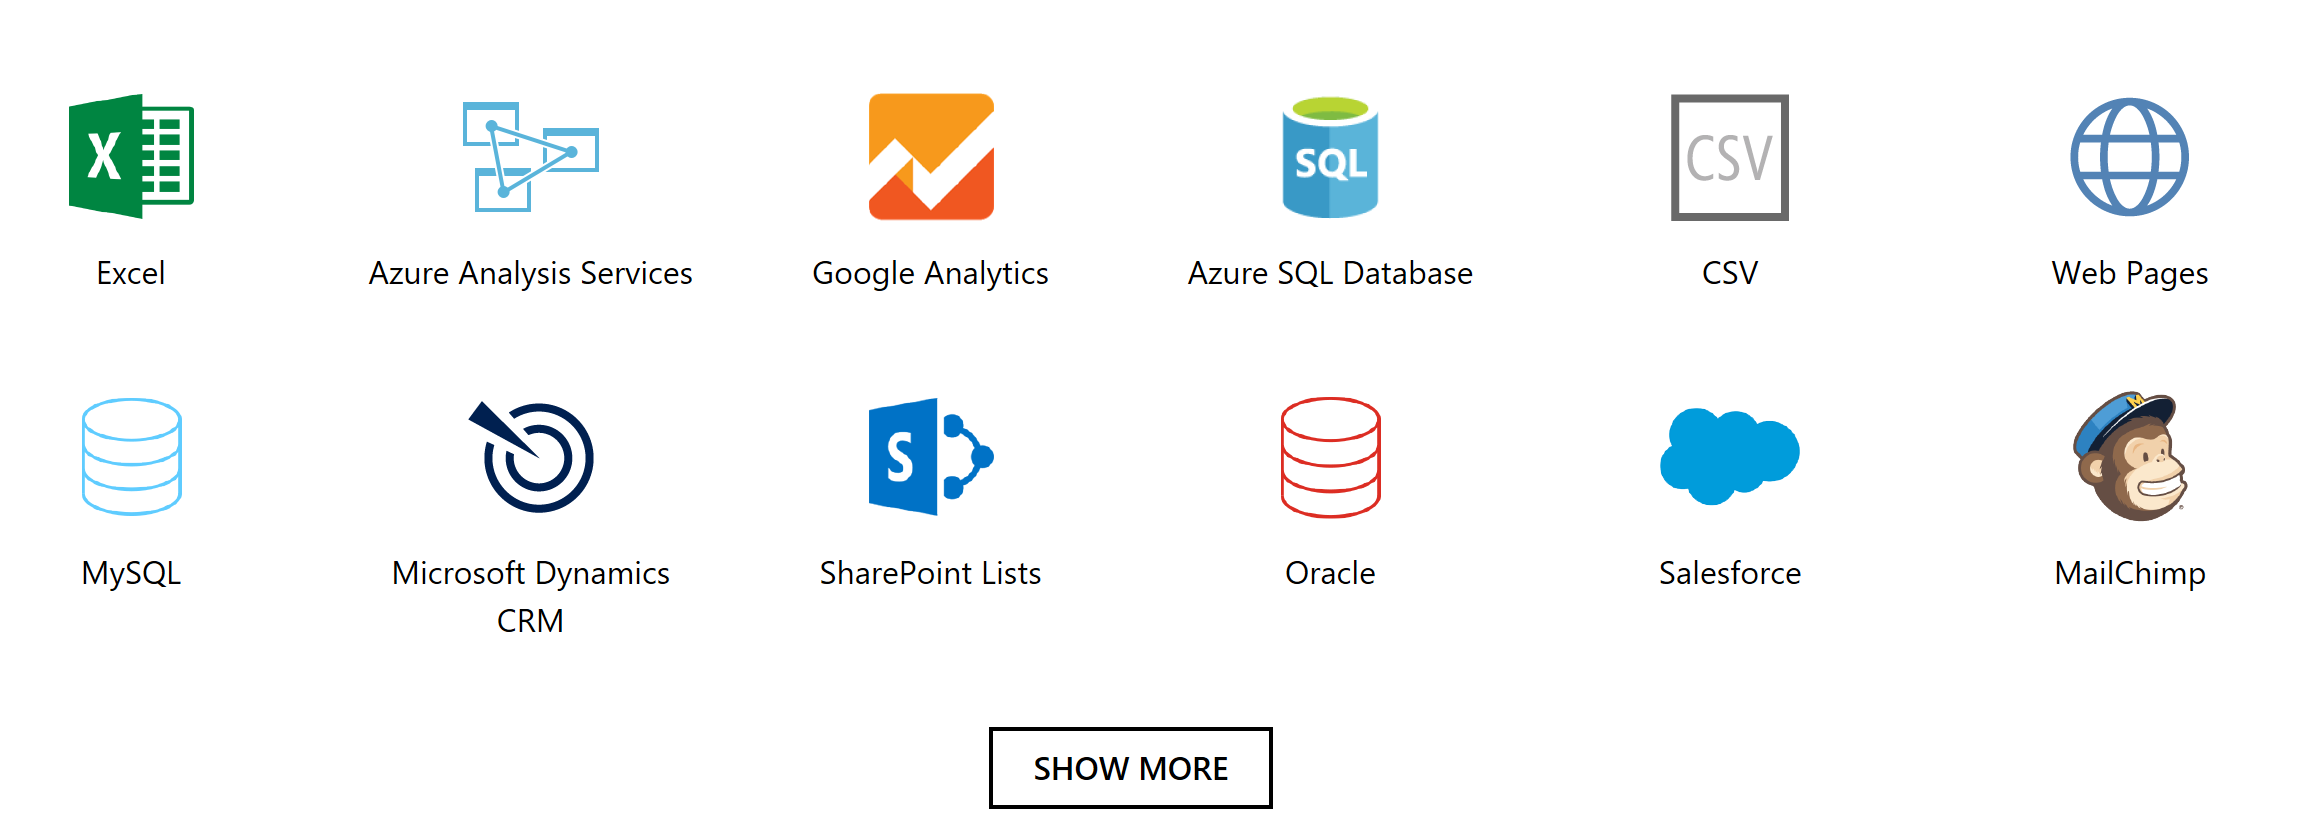 X
SQL
CSV
Excel
Azure Analysis Services
Google Analytics
Azure SQL Database
CSV
Web Pages
S
MySQL
Microsoft Dynamics
CRM
SharePoint Lists
Oracle
Salesforce
MailChimp
SHOW MORE